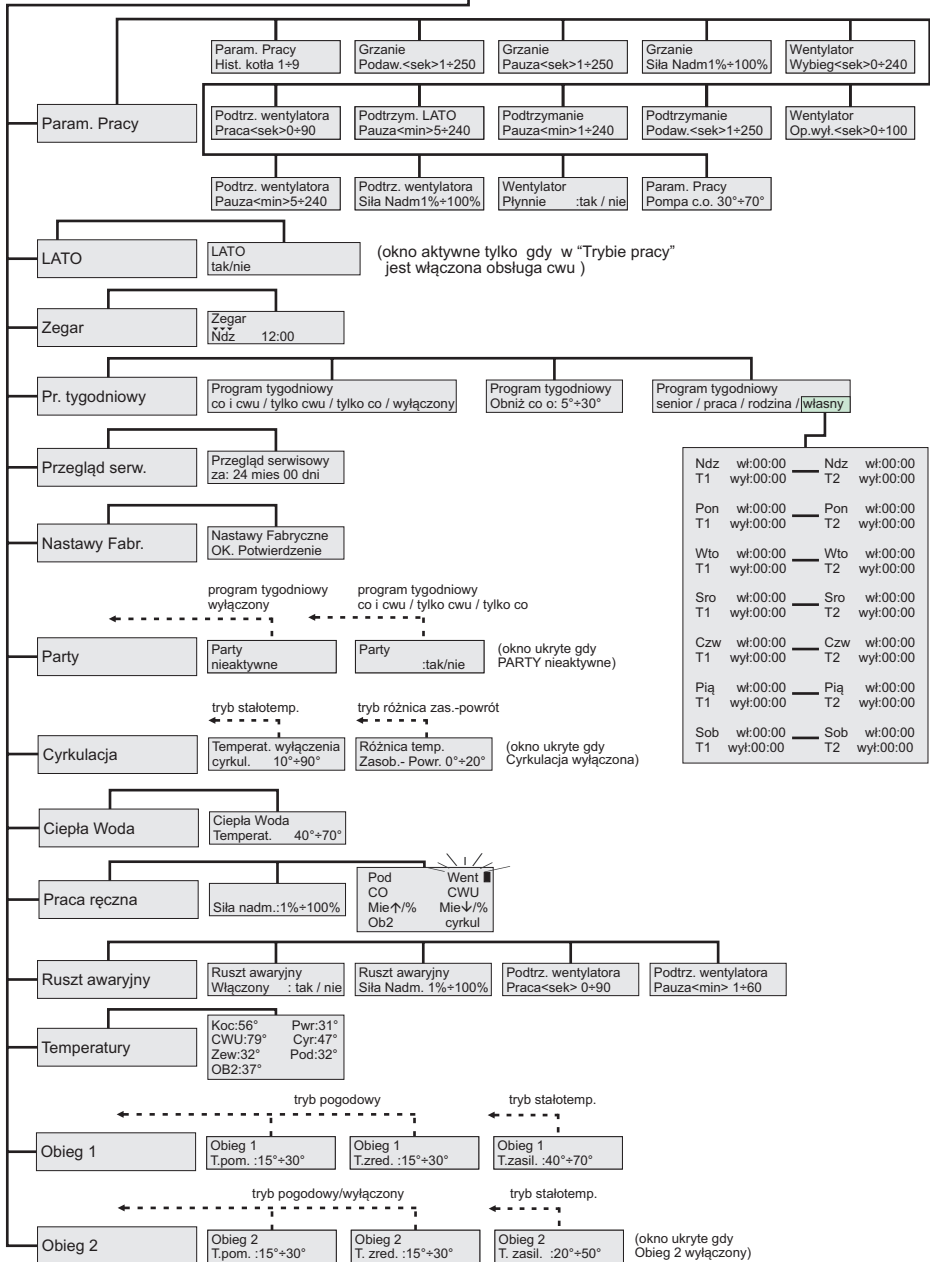 Param. Pracy
Param. Pracy
Hist. kotła 1÷9
Grzanie
Podaw.<sek>1÷250
Grzanie
Pauza<sek>1÷250
Grzanie
Siła Nadm1%÷100%
Wentylator
Wybieg<sek>0÷240
Podtrz. wentylatora
Praca<sek>0÷90
Podtrzym. LATO
Pauza<min>5÷240
Podtrzymanie
Pauza<min>1÷240
Podtrzymanie
Podaw.<sek>1÷250
Wentylator
Op.wył.<sek>0÷100
Podtrz. wentylatora
Pauza<min>5÷240
Podtrz. wentylatora
Siła Nadm1%÷100%
Wentylator
Płynnie :tak / nie
Param. Pracy
Pompa c.o. 30°÷70°
LATO
LATO
tak/nie
(okno aktywne tylko gdy w “Trybie pracy”
jest włączona obsługa cwu )
Zegar
Zegar
Ndz 12:00
Pr. tygodniowy
Program tygodniowy
co i cwu / tylko cwu / tylko co / wyłączony
Program tygodniowy
Obniż co o: 5°÷30°
Program tygodniowy
senior / praca / rodzina / własny
Ndz wł:00:00 Ndz wł:00:00
T1 wył:00:00 T2 wył:00:00
Pon wł:00:00 Pon wł:00:00
T1 wył:00:00 T2 wył:00:00
Wto wł:00:00 Wto wł:00:00
T1 wył:00:00 T2 wył:00:00
Sro wł:00:00 Sro wł:00:00
T1 wył:00:00 T2 wył:00:00
Czw wł:00:00 Czw wł:00:00
T1 wył:00:00 T2 wył:00:00
Pią wł:00:00 Pią wł:00:00
T1 wył:00:00 T2 wył:00:00
Sob wł:00:00 Sob wł:00:00
T1 wył:00:00 T2 wył:00:00
Przegląd serw.
Przegląd serwisowy
za: 24 mies 00 dni
Nastawy Fabr.
Nastawy Fabryczne
OK. Potwierdzenie
program tygodniowy
wyłączony
program tygodniowy
co i cwu / tylko cwu / tylko co
Party
Party
nieaktywne
Party
:tak/nie
(okno ukryte gdy
PARTY nieaktywne)
tryb stałotemp.
tryb różnica zas.-powrót
Cyrkulacja
Temperat. wyłączenia
cyrkul. 10°÷90°
Różnica temp.
Zasob.- Powr. 0°÷20°
(okno ukryte gdy
Cyrkulacja wyłączona)
Ciepła Woda
Ciepła Woda
Temperat. 40°÷70°
Praca ręczna
Siła nadm.:1%÷100%
Pod Went
CO CWU
Mie↑/% Mie↓/%
Ob2 cyrkul
Ruszt awaryjny
Ruszt awaryjny
Włączony : tak / nie
Ruszt awaryjny
Siła Nadm. 1%÷100%
Podtrz. wentylatora
Praca<sek> 0÷90
Podtrz. wentylatora
Pauza<min> 1÷60
Temperatury
Koc:56° Pwr:31°
CWU:79° Cyr:47°
Zew:32° Pod:32°
OB2:37°
tryb pogodowy
tryb stałotemp.
Obieg 1
Obieg 1
T.pom. :15°÷30°
Obieg 1
T.zred. :15°÷30°
Obieg 1
T.zasil. :40°÷70°
tryb pogodowy/wyłączony
tryb stałotemp.
Obieg 2
Obieg 2
T.pom. :15°÷30°
Obieg 2
T. zred. :15°÷30°
Obieg 2
T. zasil. :20°÷50°
(okno ukryte gdy
Obieg 2 wyłączony)